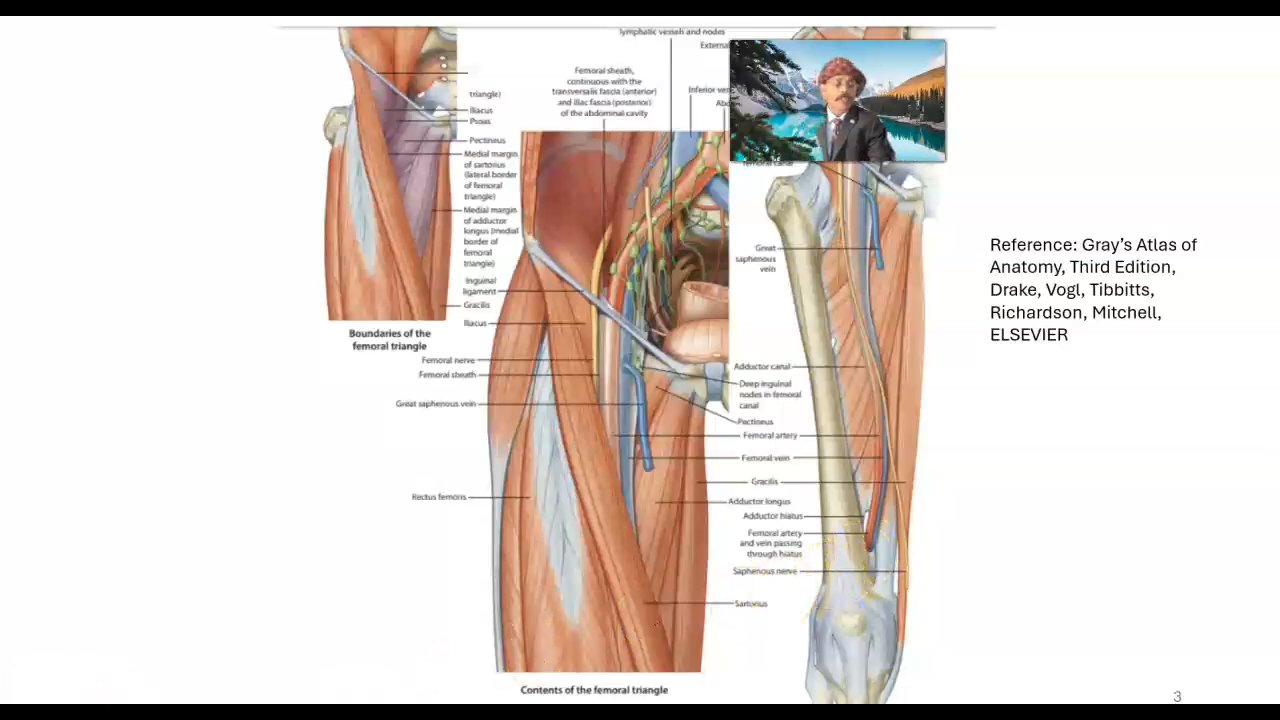 lymphatic vessels and nodes
External
Femoral sheath,
continuous with the
transversalis fascia (anterior)
and iliac fascia (posterior)
of the abdominal cavity
triangle)
Iliacus
Psoas
Pectineus
Medial margin
of sartorius
(lateral border
of femoral
triangle)
Medial margin
of adductor
longus (medial
border of
femoral
triangle)
Inguinal
ligament
Gracilis
Iliacus
Boundaries of the
femoral triangle
Femoral nerve
Femoral sheath
Great saphenous vein
Rectus femoris
Inferior
femoral canal
Great
saphenous
vein
Adductor canal
Deep inguinal
nodes in femoral
canal
Pectineus
Femoral artery
Femoral vein
Gracilis
Adductor longus
Adductor hiatus
Femoral artery
and vein passing
through hiatus
Saphenous nerve
Sartorius
Contents of the femoral triangle
Reference: Gray’s Atlas of
Anatomy, Third Edition,
Drake, Vogl, Tibbitts,
Richardson, Mitchell,
ELSEVIER
3